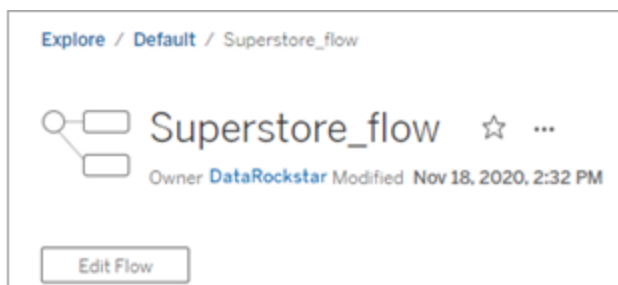 Explore / Default / Superstore_flow
Superstore_flow
Owner DataRockstar Modified Nov 18, 2020, 2:32 PM
Edit Flow